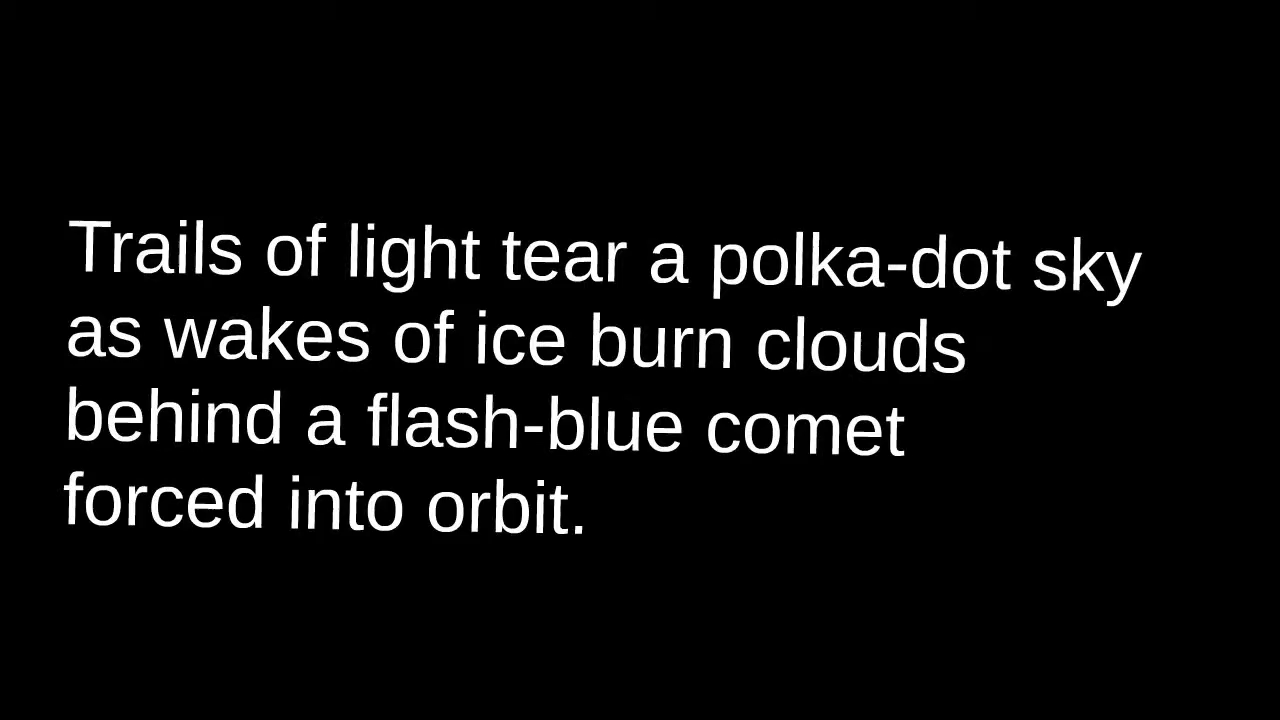 Trails of light tear a polka-dot sky
as wakes of ice burn clouds
behind a flash-blue comet
forced into orbit.